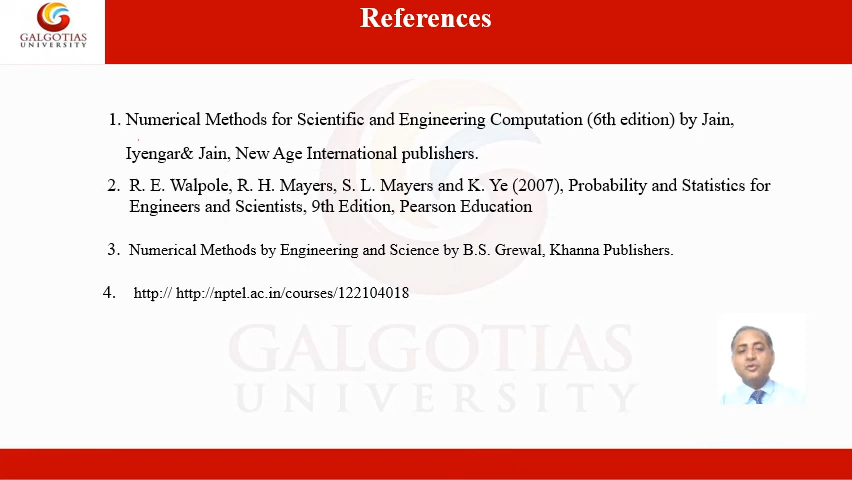 References
GALGOTIAS
UNIVERSITY
1. Numerical Methods for Scientific and Engineering Computation (6th edition) by Jain,
Iyengar& Jain, New Age International publishers.
2. R. E. Walpole, R. H. Mayers, S. L. Mayers and K. Ye (2007), Probability and Statistics for
Engineers and Scientists, 9th Edition, Pearson Education
3. Numerical Methods by Engineering and Science by B.S. Grewal, Khanna Publishers.
4. http:// http://nptel.ac.in/courses/122104018
GALGOTIAS
UNIVERSITY